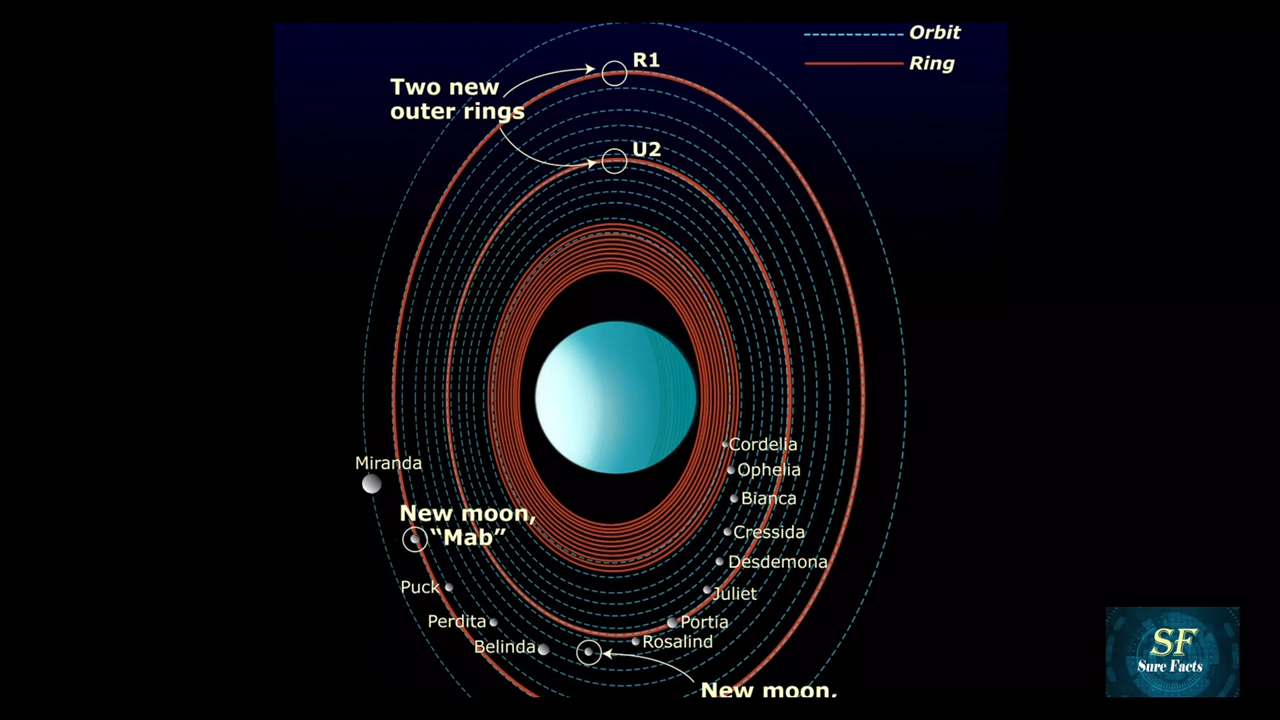 Orbit
Ring
R1
Two new
outer rings
U2
Cordelia
Ophelia
Bianca
Cressida
Desdemona
Juliet
Portia
Rosalind
Miranda
New moon,
“Mab”
Puck
Perdita
Belinda
New moon,
SF
Sure Facts